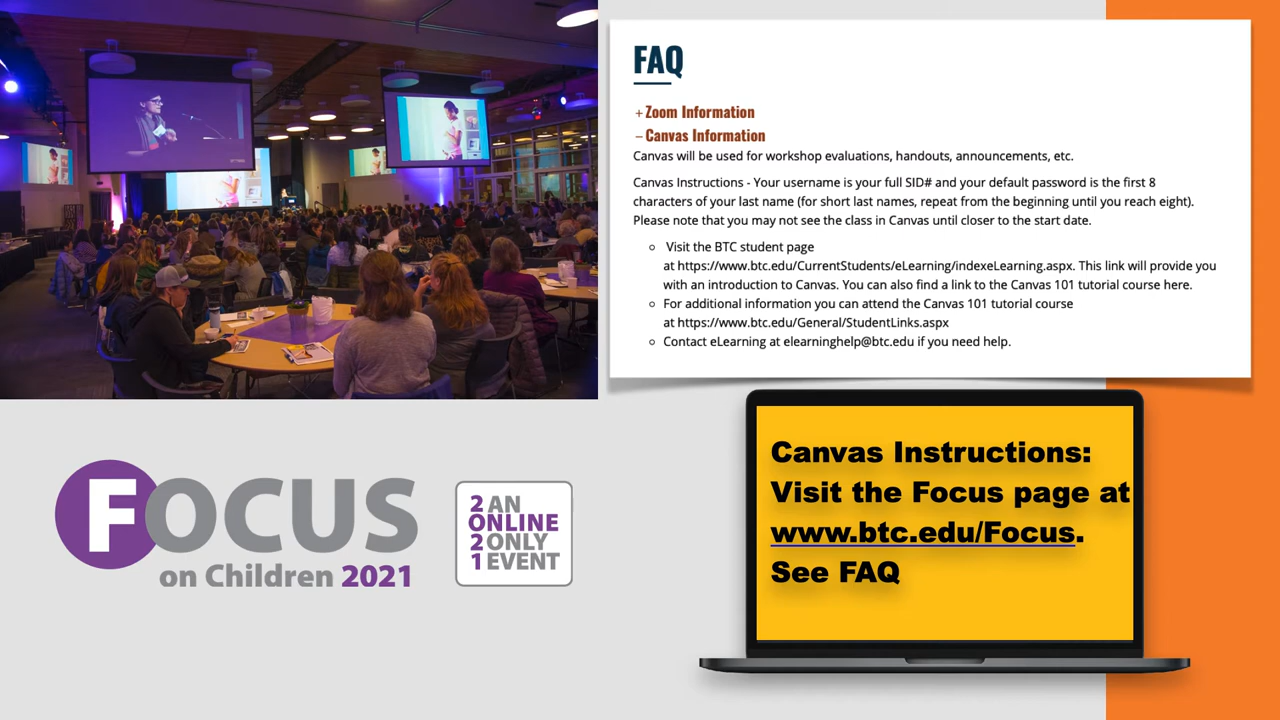 FAQ
+ Zoom Information
– Canvas Information
Canvas will be used for workshop evaluations, handouts, announcements, etc.
Canvas Instructions - Your username is your full SID# and your default password is the first 8
characters of your last name (for short last names, repeat from the beginning until you reach eight).
Please note that you may not see the class in Canvas until closer to the start date.
Visit the BTC student page
at https://www.btc.edu/CurrentStudents/eLearning/indexeLearning.aspx. This link will provide you
with an introduction to Canvas. You can also find a link to the Canvas 101 tutorial course here.
For additional information you can attend the Canvas 101 tutorial course
at https://www.btc.edu/General/StudentLinks.aspx
Contact eLearning at elearninghelp@btc.edu if you need help.
FOCUS
on Children 2021
2 AN
ONLINE
2 ONLY
1 EVENT
Canvas Instructions:
Visit the Focus page at
www.btc.edu/Focus.
See FAQ